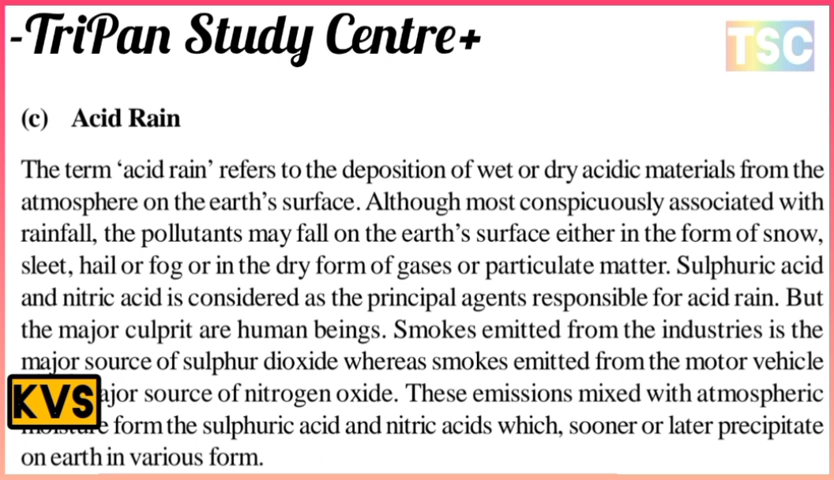 -TriPan Study Centre+
TSC
(c) Acid Rain
The term ‘acid rain’ refers to the deposition of wet or dry acidic materials from the
atmosphere on the earth’s surface. Although most conspicuously associated with
rainfall, the pollutants may fall on the earth’s surface either in the form of snow,
sleet, hail or fog or in the dry form of gases or particulate matter. Sulphuric acid
and nitric acid is considered as the principal agents responsible for acid rain. But
the major culprit are human beings. Smokes emitted from the industries is the
major source of sulphur dioxide whereas smokes emitted from the motor vehicle
KVS
ajor source of nitrogen oxide. These emissions mixed with atmospheric
form the sulphuric acid and nitric acids which, sooner or later precipitate
on earth in various form.